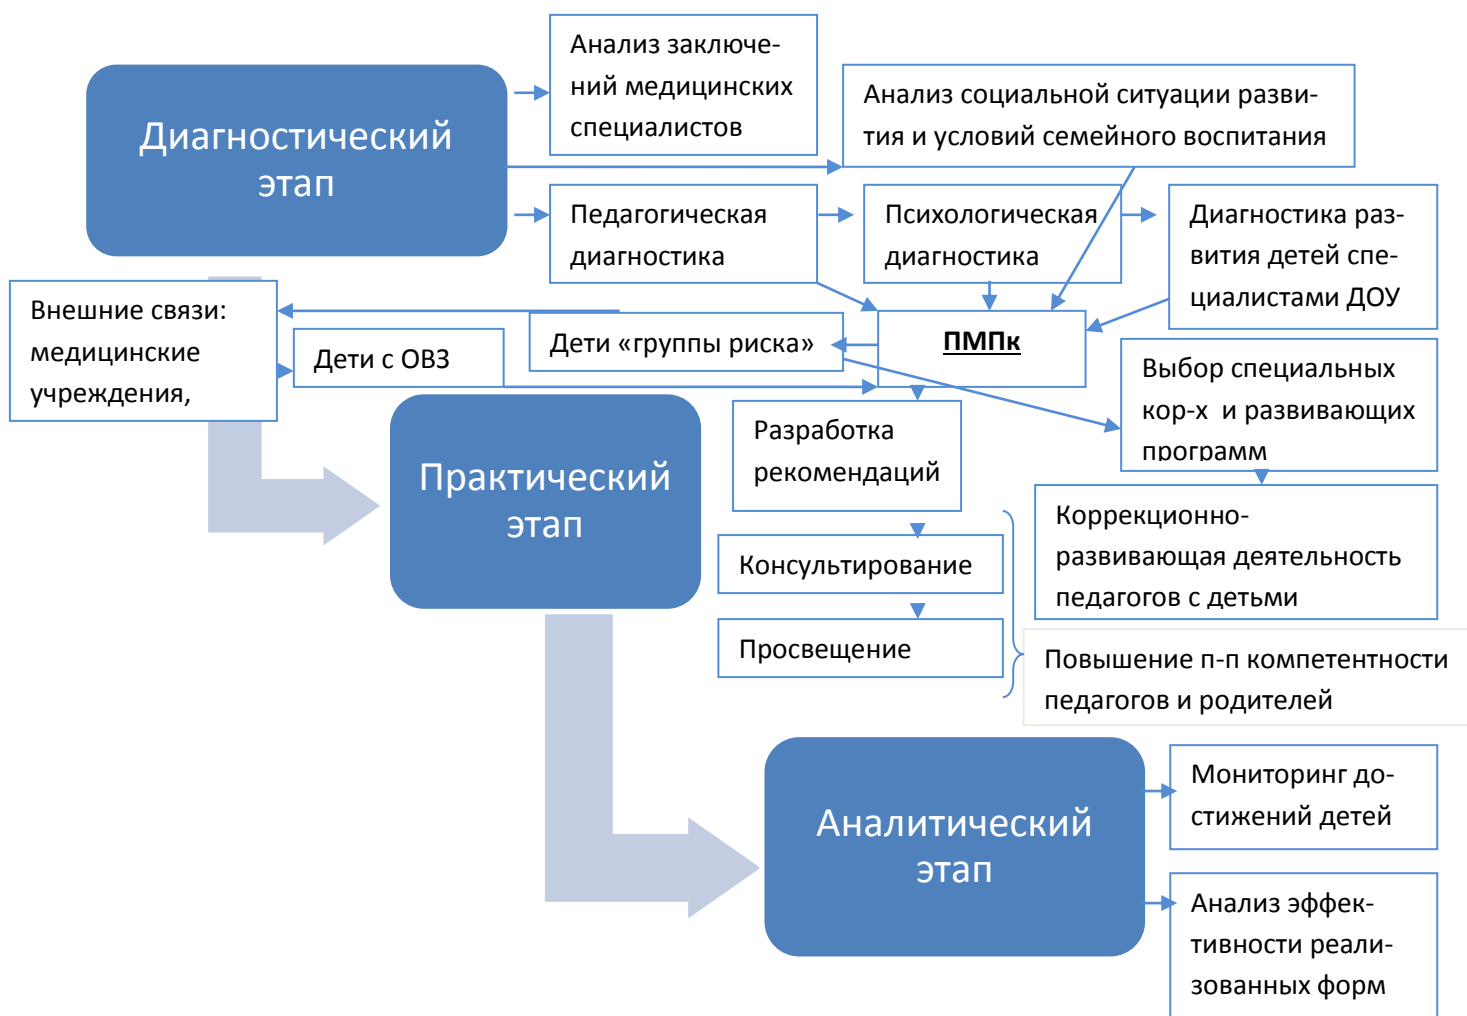 Анализ заключе-
ний медицинских
специалистов
Диагностический
этап
Анализ социальной ситуации разви-
тия и условий семейного воспитания
Педагогическая
диагностика
Психологическая
диагностика
Диагностика раз-
вития детей спе-
циалистами ДОУ
Внешние связи:
медицинские
учреждения,
Дети с ОВЗ
Дети «группы риска»
ПМПк
Выбор специальных
кор-х и развивающих
программ
Практический
этап
Разработка
рекомендаций
Консультирование
Просвещение
Коррекционно-
развивающая деятельность
педагогов с детьми
Повышение п-п компетентности
педагогов и родителей
Аналитический
этап
Мониторинг до-
стижений детей
Анализ эффек-
тивности реали-
зованных форм